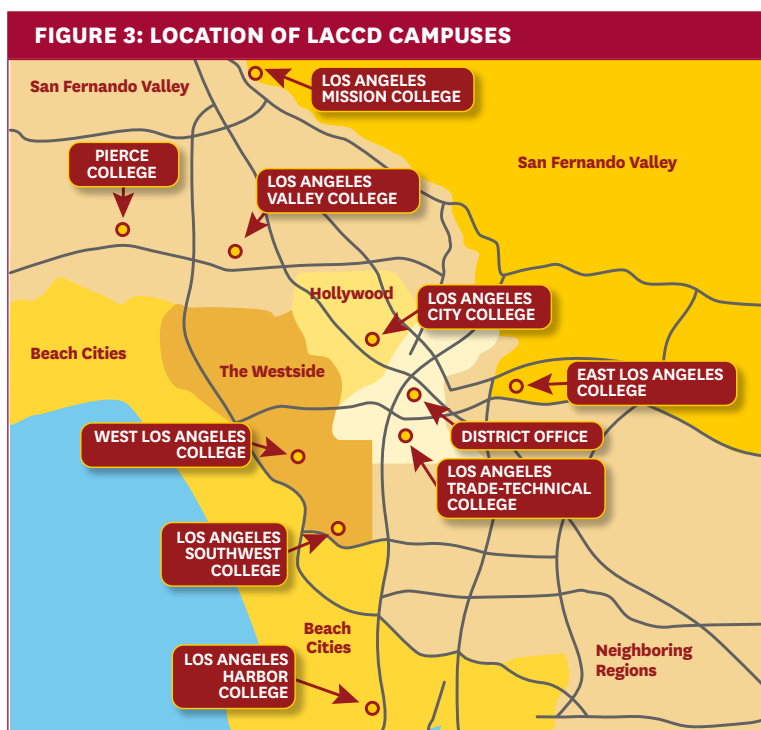 FIGURE 3: LOCATION OF LACCD CAMPUSES
San Fernando Valley
LOS ANGELES
MISSION COLLEGE
PIERCE
COLLEGE
LOS ANGELES
VALLEY COLLEGE
San Fernando Valley
Hollywood
LOS ANGELES
CITY COLLEGE
Beach Cities
The Westside
EAST LOS ANGELES
COLLEGE
WEST LOS ANGELES
COLLEGE
DISTRICT OFFICE
LOS ANGELES
TRADE-TECHNICAL
COLLEGE
LOS ANGELES
SOUTHWEST
COLLEGE
Beach
Cities
Neighboring
Regions
LOS ANGELES
HARBOR
COLLEGE